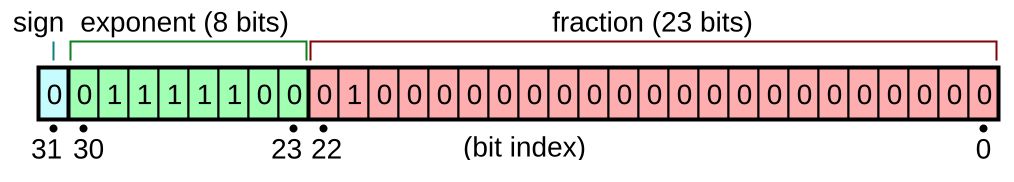 sign exponent (8 bits) fraction (23 bits)
0 0 1 1 1 1 1 0 0 0 1 0 0 0 0 0 0 0 0 0 0 0 0 0 0 0 0 0 0 0 0 0
31 30 23 22 (bit index) 0